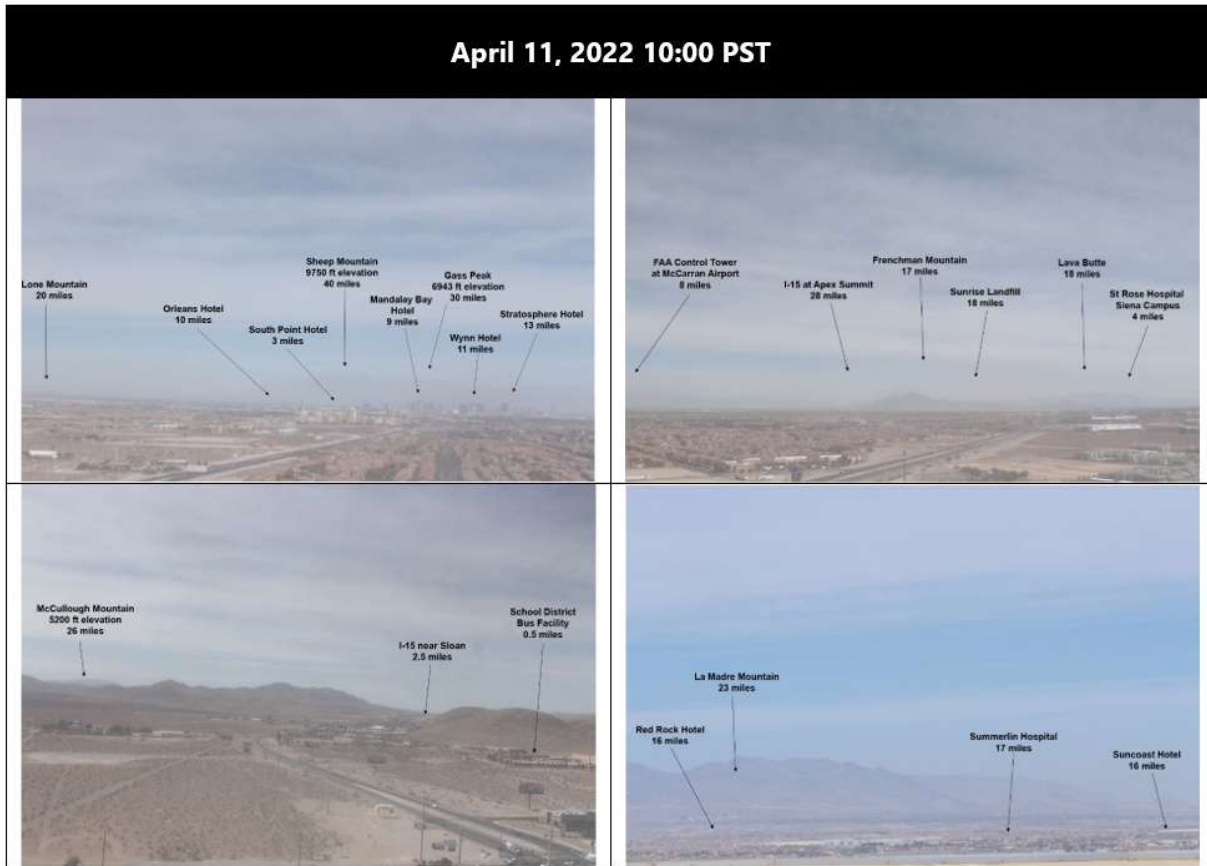 April 11, 2022 10:00 PST
Lone Mountain
20 miles
Orleans Hotel
10 miles
South Point Hotel
3 miles
Sheep Mountain
9750 ft elevation
40 miles
Mandalay Bay
Hotel
9 miles
Gass Peak
6943 ft elevation
30 miles
Wynn Hotel
11 miles
Stratosphere Hotel
13 miles
FAA Control Tower
at McCarran Airport
8 miles
I-15 at Apex Summit
28 miles
Frenchman Mountain
17 miles
Sunrise Landfill
18 miles
Lava Butte
18 miles
St Rose Hospital
Siena Campus
4 miles
McCullough Mountain
5200 ft elevation
26 miles
I-15 near Sloan
2.5 miles
School District
Bus Facility
0.5 miles
Red Rock Hotel
16 miles
La Madre Mountain
23 miles
Summerlin Hospital
17 miles
Suncoast Hotel
16 miles